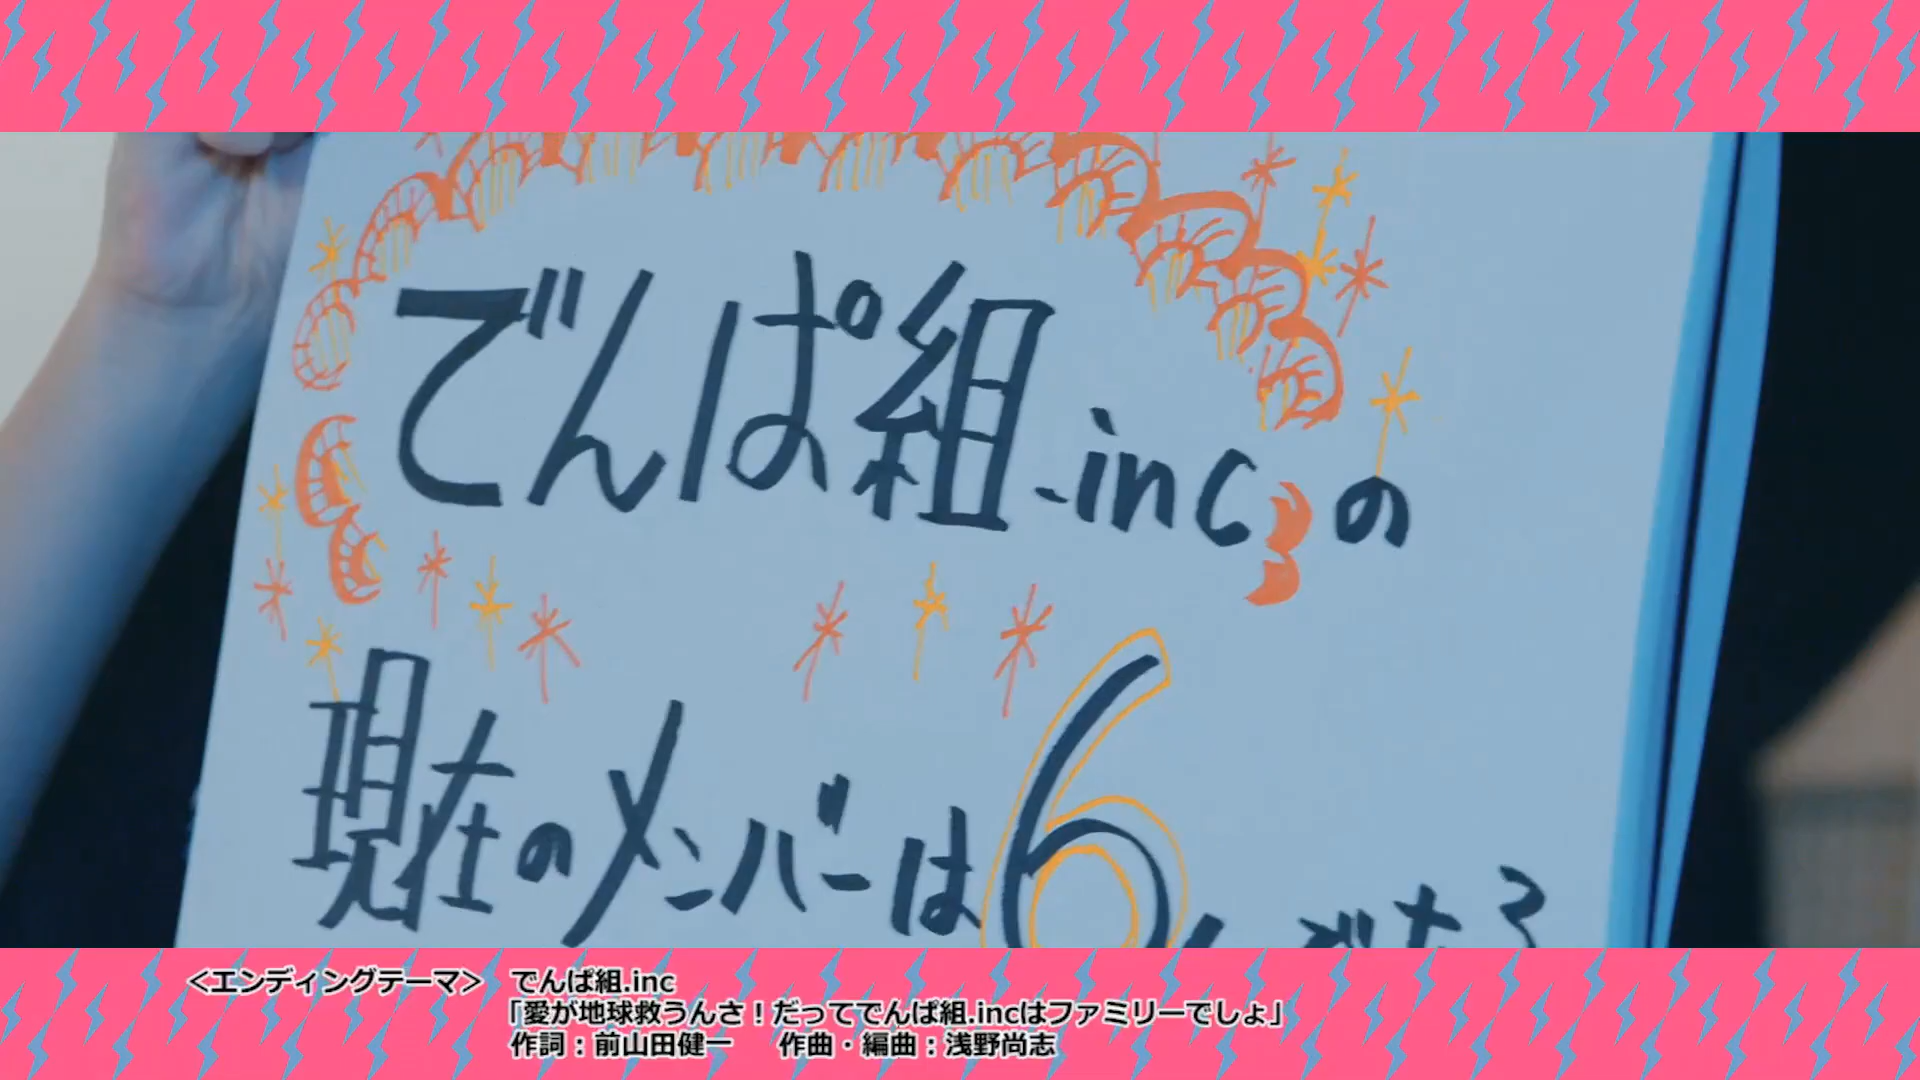 でんぱ組.incの
現在のメンバーは6人です
<エンディングテーマ> でんぱ組.inc
「愛が地球救うんさ！だってでんぱ組.incはファミリーでしょ」
作詞：前山田健一 作曲・編曲：浅野尚志